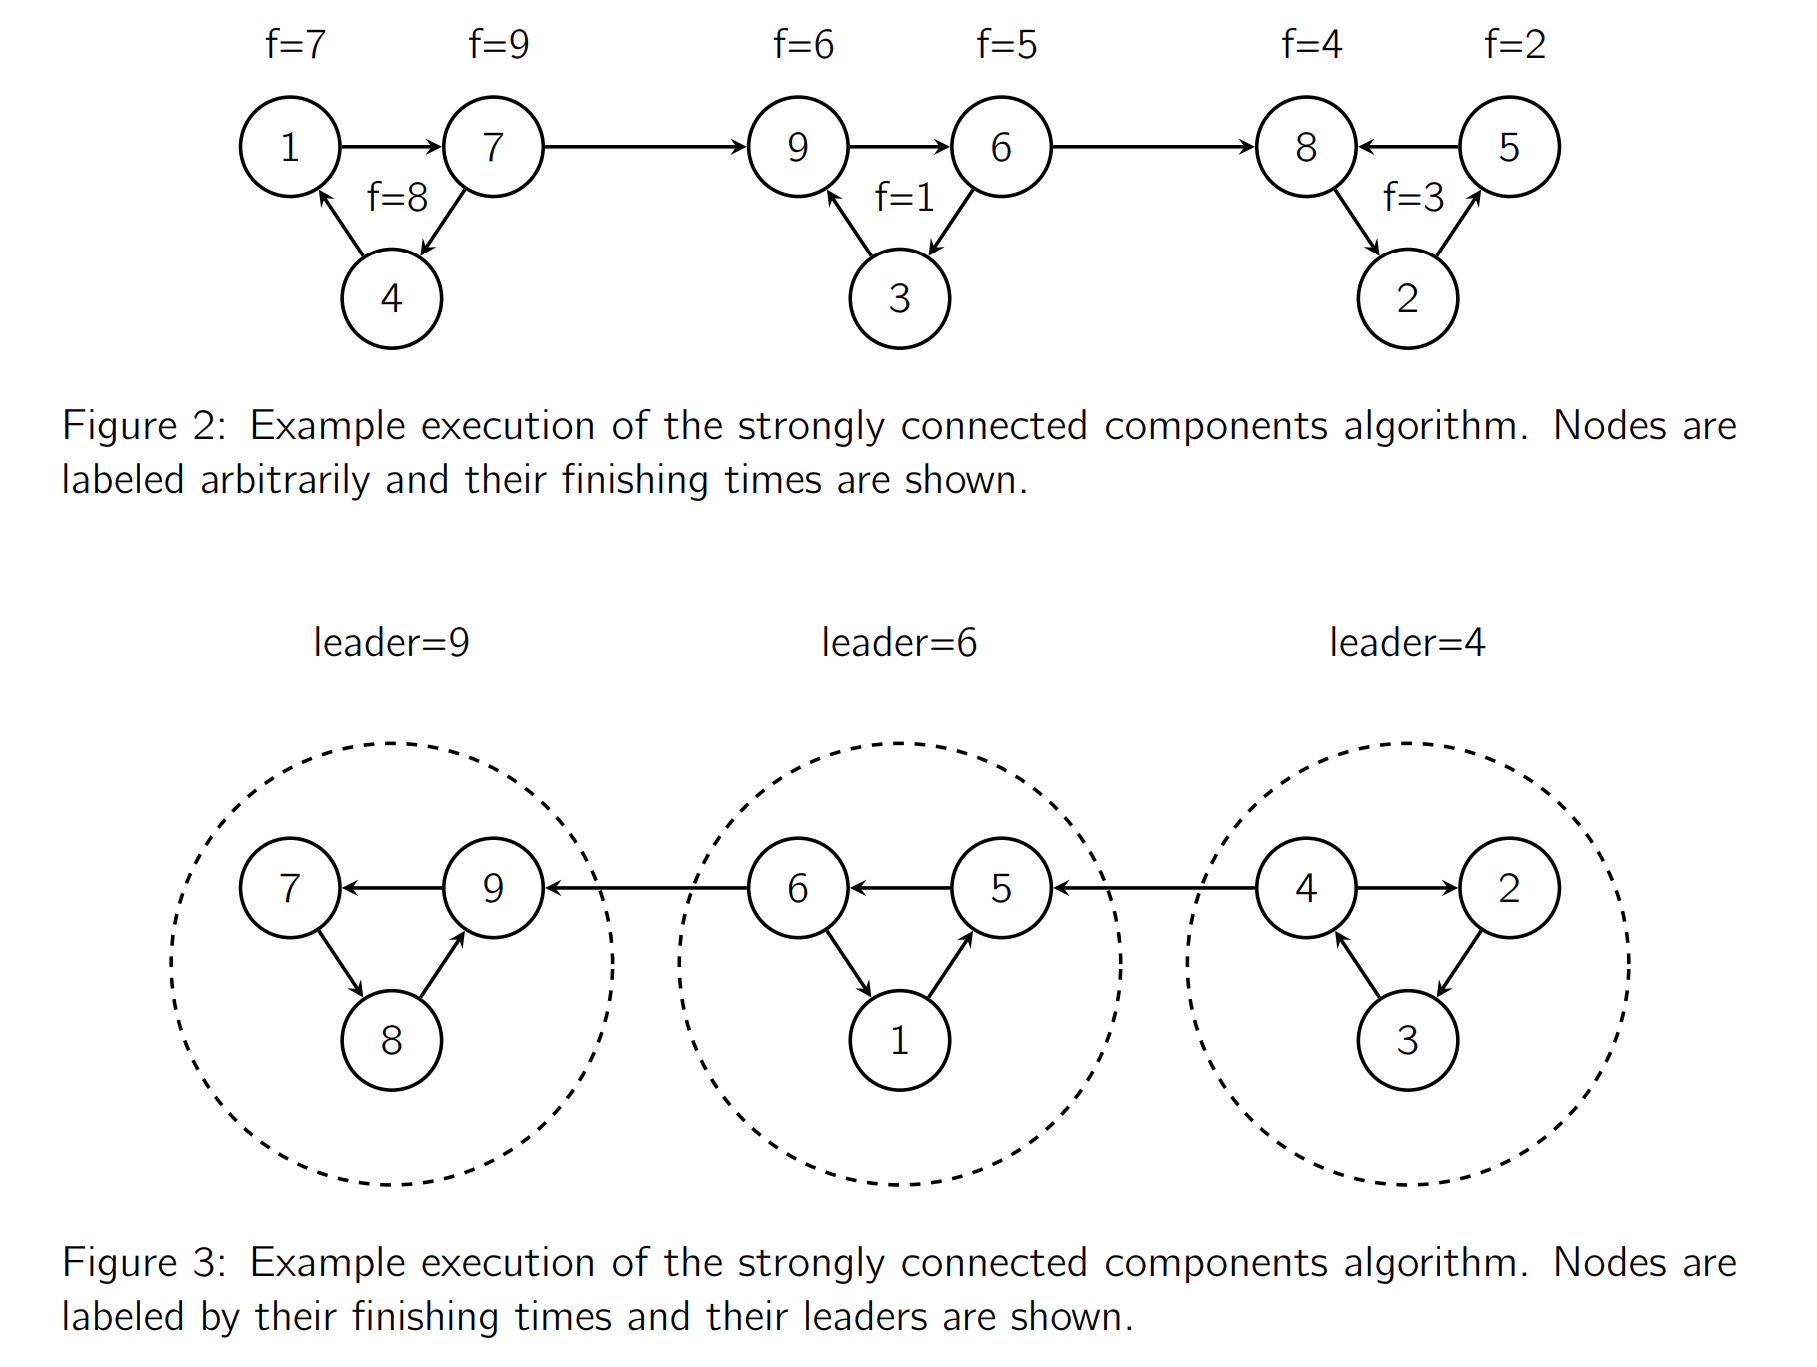 f=7 f=9 f=6 f=5 f=4 f=2
1 7 9 6 8 5
f=8 f=1 f=3
4 3 2
Figure 2: Example execution of the strongly connected components algorithm. Nodes are
labeled arbitrarily and their finishing times are shown.
leader=9 leader=6 leader=4
7 9 6 5 4 2
8 1 3
Figure 3: Example execution of the strongly connected components algorithm. Nodes are
labeled by their finishing times and their leaders are shown.